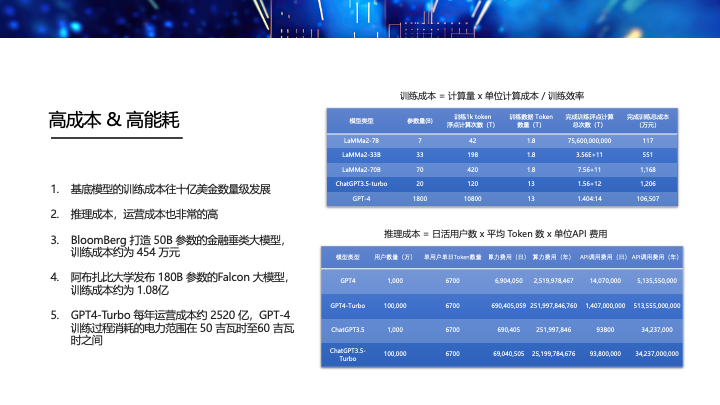 高成本 & 高能耗
1. 基底模型的训练成本往十亿美金数量级发展
2. 推理成本，运营成本也非常的高
3. BloomBerg 打造 50B 参数的金融垂类大模型，
训练成本约为 454 万元
4. 阿布扎比大学发布 180B 参数的Falcon 大模型，
训练成本约为 1.08亿
5. GPT4-Turbo 每年运营成本约 2520 亿，GPT-4
训练过程消耗的电力范围在 50 吉瓦时至60 吉瓦
时之间
训练成本 = 计算量 x 单位计算成本 / 训练效率
模型类型 参数量(B) 训练1k token 浮点计算次数（T） 训练数据 Token 数量（T） 完成训练浮点计算 总次数（T） 完成训练总成本 (万元)
LaMMa2-7B 7 42 1.8 75,600,000,000 117
LaMMa2-33B 33 198 1.8 3.56E+11 551
LaMMa2-70B 70 420 1.8 7.56+11 1,168
ChatGPT3.5-turbo 20 120 13 1.56+12 1,206
GPT-4 1800 10800 13 1.404:14 106,507
推理成本 = 日活用户数 x 平均 Token 数 x 单位API 费用
模型类型 用户数量（万） 单用户单日Token数量 算力费用（日） 算力费用（年） API调用费用（日） API调用费用（年）
GPT4 1,000 6700 6,904,050 2,519,978,467 14,070,000 5,135,550,000
GPT4-Turbo 100,000 6700 690,405,059 251,997,846,760 1,407,000,000 513,555,000,000
ChatGPT3.5 1,000 6700 690,405 251,997,846 93800 34,237,000
ChatGPT3.5-
Turbo 100,000 6700 69,040,505 25,199,784,676 93,800,000 34,237,000,000